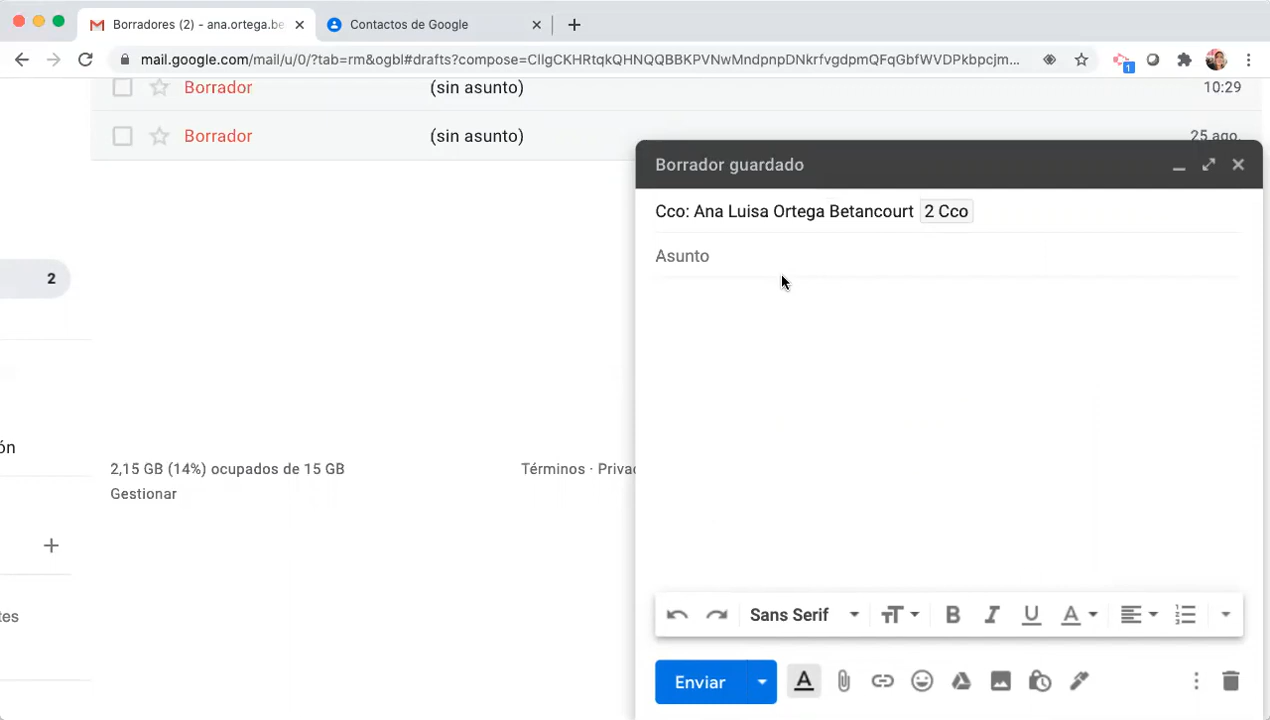 Borradores (2) - ana.ortega.be
Contactos de Google
mail.google.com/mail/u/0/?tab=rm&ogbl#drafts?compose=CllgCKHRtqkQHNQQBBKPVNwMndpnpDNkrfvgdpmQFqGbfWVDPkbpcjm...
1
Borrador (sin asunto) 10:29
Borrador (sin asunto) 25 ago.
Borrador guardado
Cco: Ana Luisa Ortega Betancourt 2 Cco
Asunto
2
ón
2,15 GB (14%) ocupados de 15 GB
Términos · Privac
Gestionar
tes
Sans Serif
Enviar